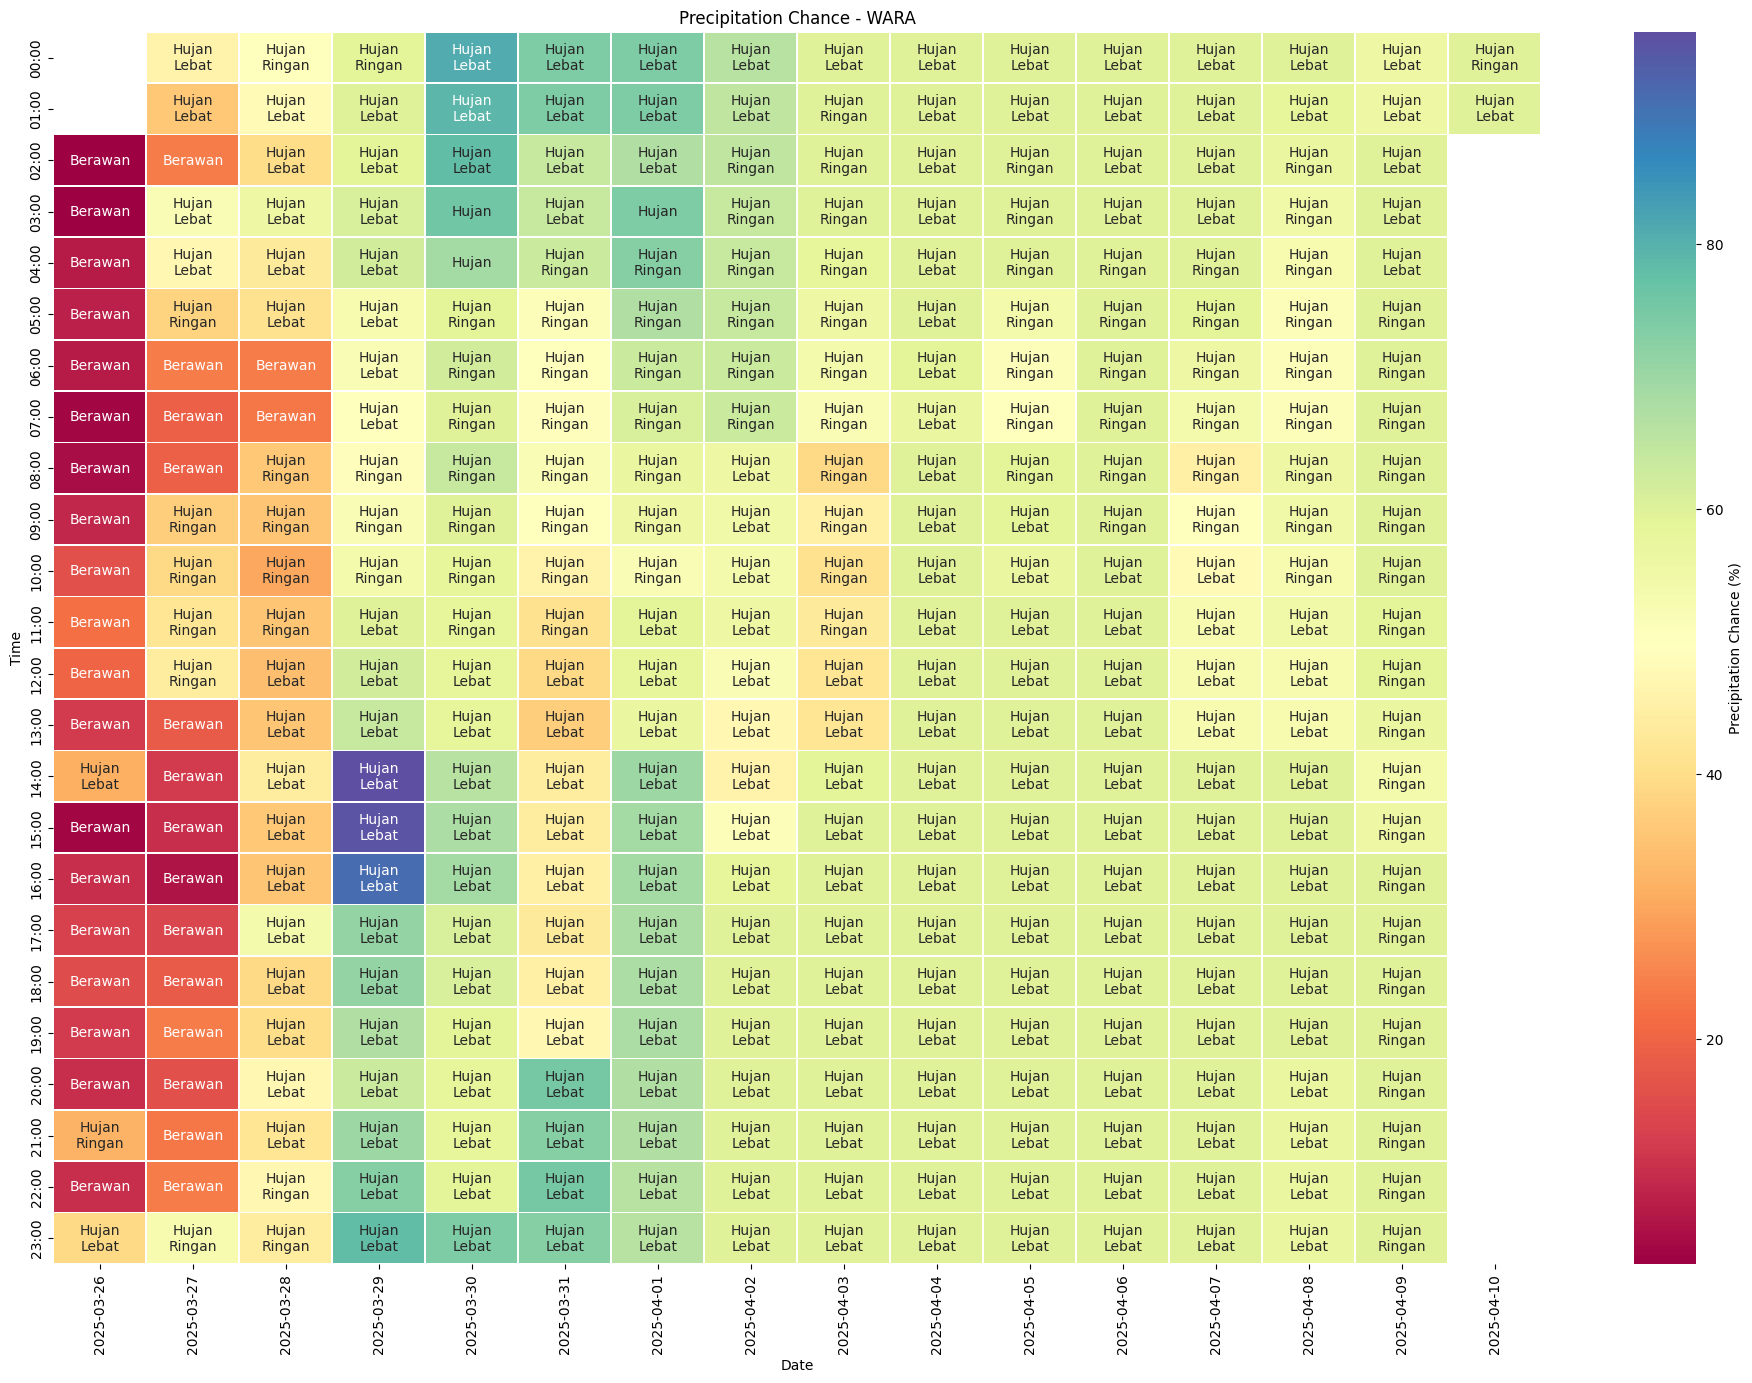 Precipitation Chance - WARA
00:00 Hujan Lebat Hujan Ringan Hujan Ringan Hujan Lebat Hujan Lebat Hujan Lebat Hujan Lebat Hujan Lebat Hujan Lebat Hujan Lebat Hujan Lebat Hujan Lebat Hujan Lebat Hujan Lebat Hujan Ringan
01:00 Hujan Lebat Hujan Lebat Hujan Lebat Hujan Lebat Hujan Lebat Hujan Lebat Hujan Lebat Hujan Ringan Hujan Lebat Hujan Lebat Hujan Lebat Hujan Lebat Hujan Lebat Hujan Lebat Hujan Lebat
02:00 Berawan Berawan Hujan Lebat Hujan Lebat Hujan Lebat Hujan Lebat Hujan Lebat Hujan Ringan Hujan Ringan Hujan Lebat Hujan Ringan Hujan Lebat Hujan Lebat Hujan Ringan Hujan Lebat
03:00 Berawan Hujan Lebat Hujan Lebat Hujan Lebat Hujan Hujan Lebat Hujan Hujan Ringan Hujan Ringan Hujan Lebat Hujan Ringan Hujan Lebat Hujan Lebat Hujan Ringan Hujan Lebat
04:00 Berawan Hujan Lebat Hujan Lebat Hujan Lebat Hujan Hujan Ringan Hujan Ringan Hujan Ringan Hujan Ringan Hujan Lebat Hujan Ringan Hujan Ringan Hujan Ringan Hujan Ringan Hujan Lebat
05:00 Berawan Hujan Ringan Hujan Lebat Hujan Lebat Hujan Ringan Hujan Ringan Hujan Ringan Hujan Ringan Hujan Ringan Hujan Lebat Hujan Ringan Hujan Ringan Hujan Ringan Hujan Ringan Hujan Ringan
06:00 Berawan Berawan Berawan Hujan Lebat Hujan Ringan Hujan Ringan Hujan Ringan Hujan Ringan Hujan Ringan Hujan Lebat Hujan Ringan Hujan Ringan Hujan Ringan Hujan Ringan Hujan Ringan
07:00 Berawan Berawan Berawan Hujan Lebat Hujan Ringan Hujan Ringan Hujan Ringan Hujan Ringan Hujan Ringan Hujan Lebat Hujan Ringan Hujan Ringan Hujan Ringan Hujan Ringan Hujan Ringan
08:00 Berawan Berawan Hujan Ringan Hujan Ringan Hujan Ringan Hujan Ringan Hujan Ringan Hujan Lebat Hujan Ringan Hujan Lebat Hujan Ringan Hujan Ringan Hujan Ringan Hujan Ringan Hujan Ringan
09:00 Berawan Hujan Ringan Hujan Ringan Hujan Ringan Hujan Ringan Hujan Ringan Hujan Ringan Hujan Lebat Hujan Ringan Hujan Lebat Hujan Lebat Hujan Ringan Hujan Ringan Hujan Ringan Hujan Ringan
10:00 Berawan Hujan Ringan Hujan Ringan Hujan Ringan Hujan Ringan Hujan Ringan Hujan Ringan Hujan Lebat Hujan Ringan Hujan Lebat Hujan Lebat Hujan Lebat Hujan Lebat Hujan Ringan Hujan Ringan
11:00 Berawan Hujan Ringan Hujan Ringan Hujan Lebat Hujan Ringan Hujan Ringan Hujan Lebat Hujan Lebat Hujan Ringan Hujan Lebat Hujan Lebat Hujan Lebat Hujan Lebat Hujan Lebat Hujan Ringan
12:00 Berawan Hujan Ringan Hujan Lebat Hujan Lebat Hujan Lebat Hujan Lebat Hujan Lebat Hujan Lebat Hujan Lebat Hujan Lebat Hujan Lebat Hujan Lebat Hujan Lebat Hujan Lebat Hujan Ringan
13:00 Berawan Berawan Hujan Lebat Hujan Lebat Hujan Lebat Hujan Lebat Hujan Lebat Hujan Lebat Hujan Lebat Hujan Lebat Hujan Lebat Hujan Lebat Hujan Lebat Hujan Lebat Hujan Ringan
14:00 Hujan Lebat Berawan Hujan Lebat Hujan Lebat Hujan Lebat Hujan Lebat Hujan Lebat Hujan Lebat Hujan Lebat Hujan Lebat Hujan Lebat Hujan Lebat Hujan Lebat Hujan Lebat Hujan Ringan
15:00 Berawan Berawan Hujan Lebat Hujan Lebat Hujan Lebat Hujan Lebat Hujan Lebat Hujan Lebat Hujan Lebat Hujan Lebat Hujan Lebat Hujan Lebat Hujan Lebat Hujan Lebat Hujan Ringan
16:00 Berawan Berawan Hujan Lebat Hujan Lebat Hujan Lebat Hujan Lebat Hujan Lebat Hujan Lebat Hujan Lebat Hujan Lebat Hujan Lebat Hujan Lebat Hujan Lebat Hujan Lebat Hujan Ringan
17:00 Berawan Berawan Hujan Lebat Hujan Lebat Hujan Lebat Hujan Lebat Hujan Lebat Hujan Lebat Hujan Lebat Hujan Lebat Hujan Lebat Hujan Lebat Hujan Lebat Hujan Lebat Hujan Ringan
18:00 Berawan Berawan Hujan Lebat Hujan Lebat Hujan Lebat Hujan Lebat Hujan Lebat Hujan Lebat Hujan Lebat Hujan Lebat Hujan Lebat Hujan Lebat Hujan Lebat Hujan Lebat Hujan Ringan
19:00 Berawan Berawan Hujan Lebat Hujan Lebat Hujan Lebat Hujan Lebat Hujan Lebat Hujan Lebat Hujan Lebat Hujan Lebat Hujan Lebat Hujan Lebat Hujan Lebat Hujan Lebat Hujan Ringan
20:00 Berawan Berawan Hujan Lebat Hujan Lebat Hujan Lebat Hujan Lebat Hujan Lebat Hujan Lebat Hujan Lebat Hujan Lebat Hujan Lebat Hujan Lebat Hujan Lebat Hujan Lebat Hujan Ringan
21:00 Hujan Ringan Berawan Hujan Lebat Hujan Lebat Hujan Lebat Hujan Lebat Hujan Lebat Hujan Lebat Hujan Lebat Hujan Lebat Hujan Lebat Hujan Lebat Hujan Lebat Hujan Lebat Hujan Ringan
22:00 Berawan Berawan Hujan Ringan Hujan Lebat Hujan Lebat Hujan Lebat Hujan Lebat Hujan Lebat Hujan Lebat Hujan Lebat Hujan Lebat Hujan Lebat Hujan Lebat Hujan Lebat Hujan Ringan
23:00 Hujan Lebat Hujan Ringan Hujan Ringan Hujan Lebat Hujan Lebat Hujan Lebat Hujan Lebat Hujan Lebat Hujan Lebat Hujan Lebat Hujan Lebat Hujan Lebat Hujan Lebat Hujan Lebat Hujan Ringan
Time
2025-03-26 2025-03-27 2025-03-28 2025-03-29 2025-03-30 2025-03-31 2025-04-01 2025-04-02 2025-04-03 2025-04-04 2025-04-05 2025-04-06 2025-04-07 2025-04-08 2025-04-09 2025-04-10
Date
80
60
40
20
Precipitation Chance (%)